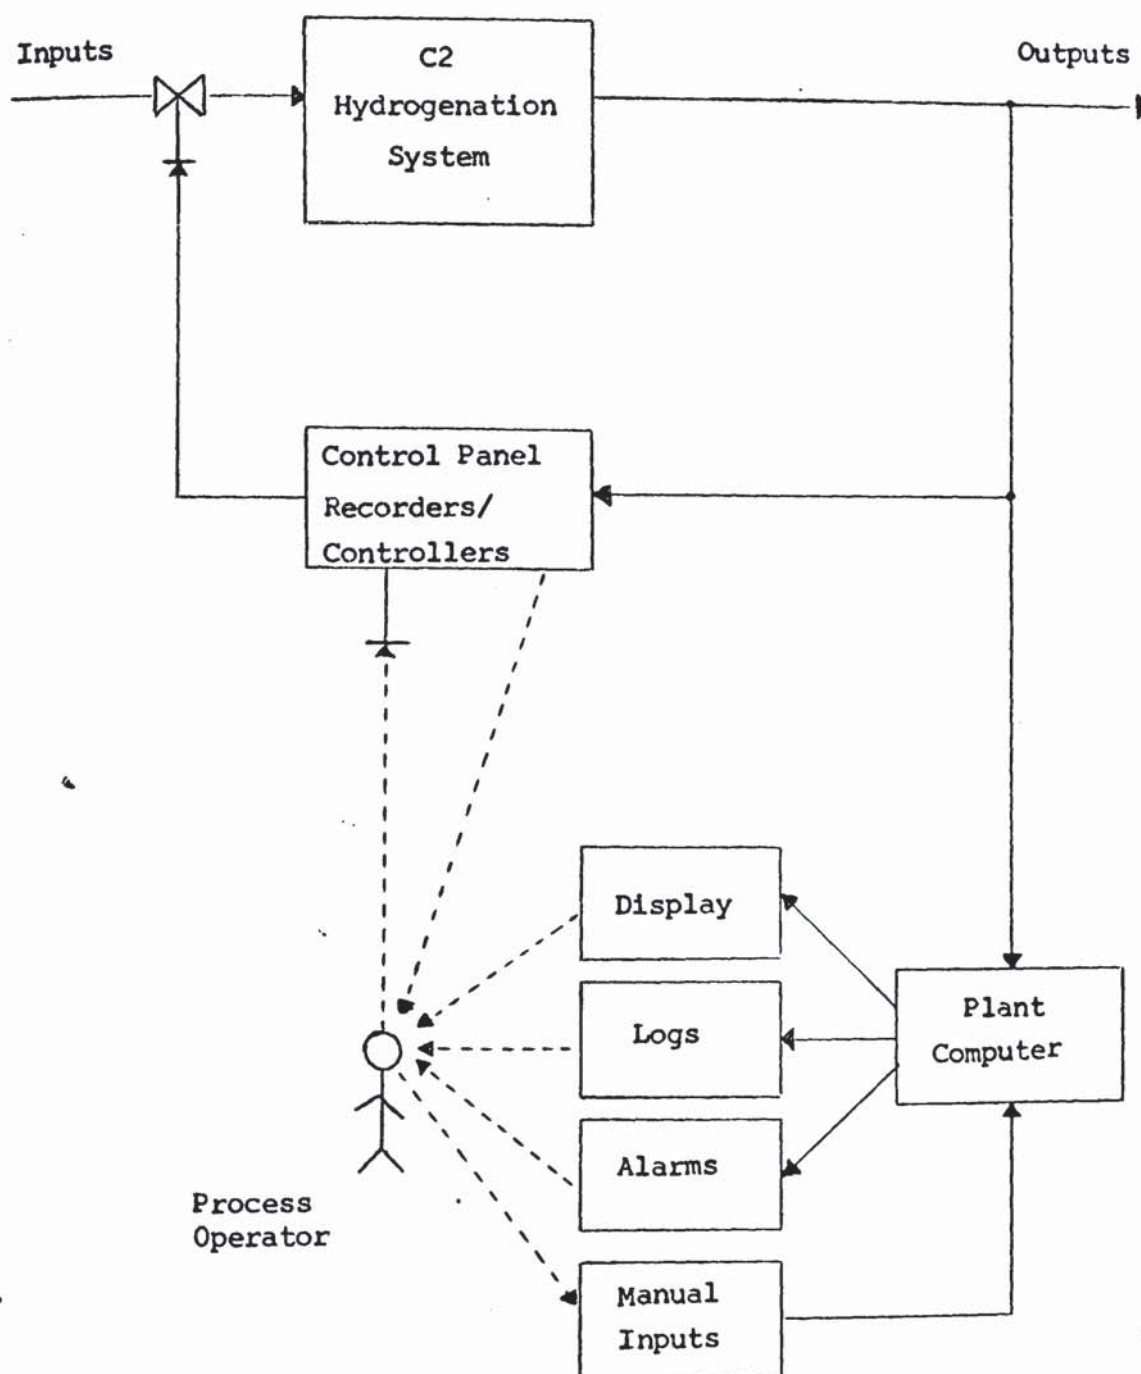 Inputs
C2
Hydrogenation
System
Outputs
Control Panel
Recorders/
Controllers
Display
Logs
Plant
Computer
Alarms
Process
Operator
Manual
Inputs